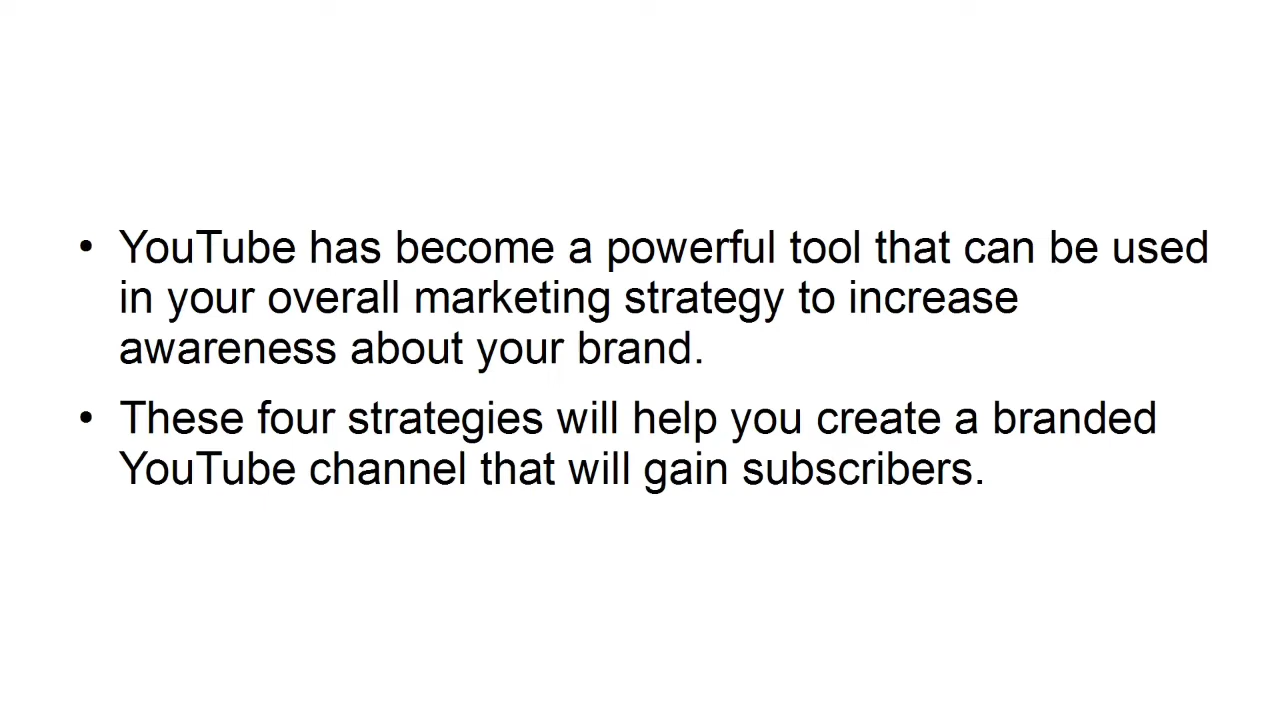 • YouTube has become a powerful tool that can be used
in your overall marketing strategy to increase
awareness about your brand.
• These four strategies will help you create a branded
YouTube channel that will gain subscribers.